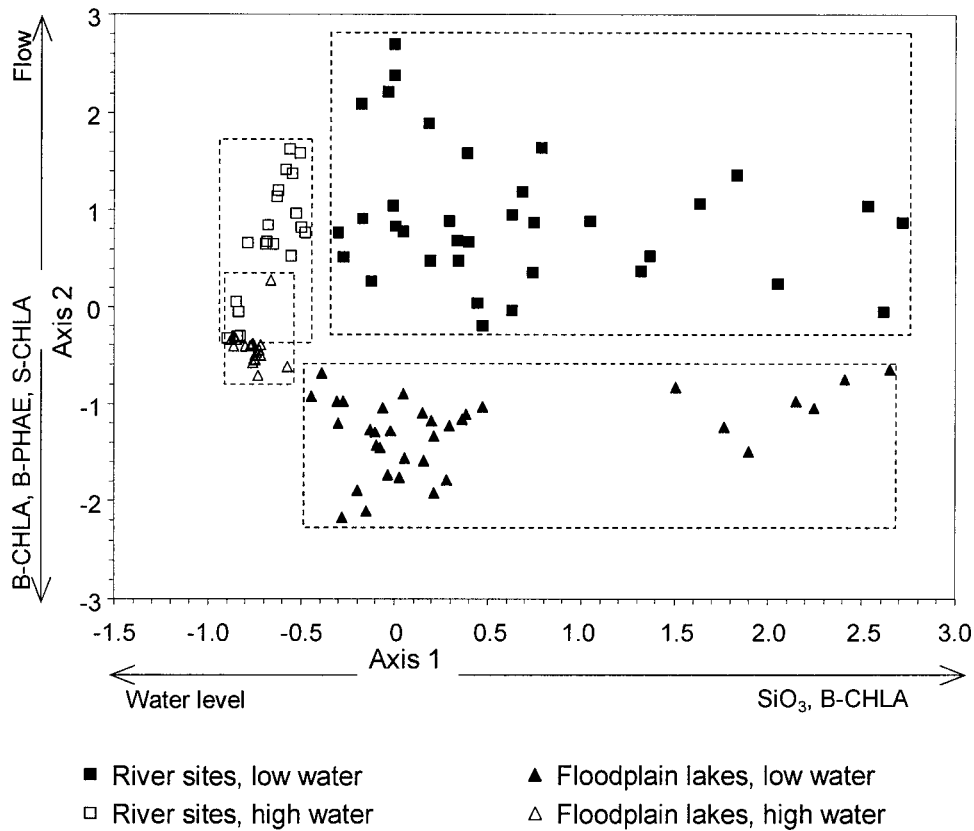 Flow
B-CHLA, B-PHAE, S-CHLA
Axis 2
3
2
1
0
-1
-2
-3
-1.5 -1.0 -0.5 0 0.5 1.0 1.5 2.0 2.5 3.0
Axis 1
Water level SiO₃, B-CHLA
■ River sites, low water ▲ Floodplain lakes, low water
□ River sites, high water △ Floodplain lakes, high water